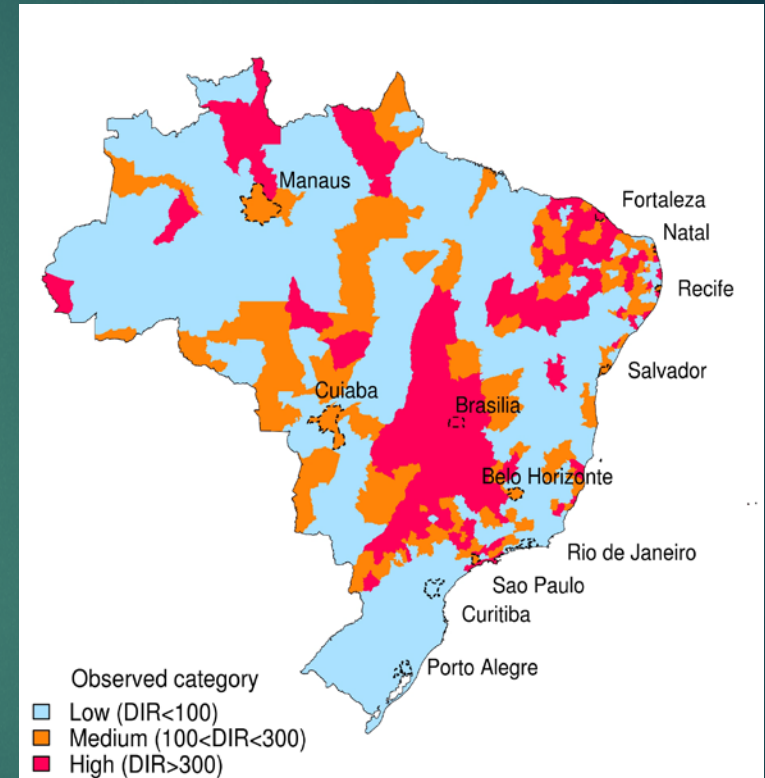 Manaus
Fortaleza
Natal
Recife
Salvador
Cuiaba
Brasilia
Belo Horizonte
Rio de Janeiro
Sao Paulo
Curitiba
Porto Alegre
Observed category
Low (DIR<100)
Medium (100<DIR<300)
High (DIR>300)